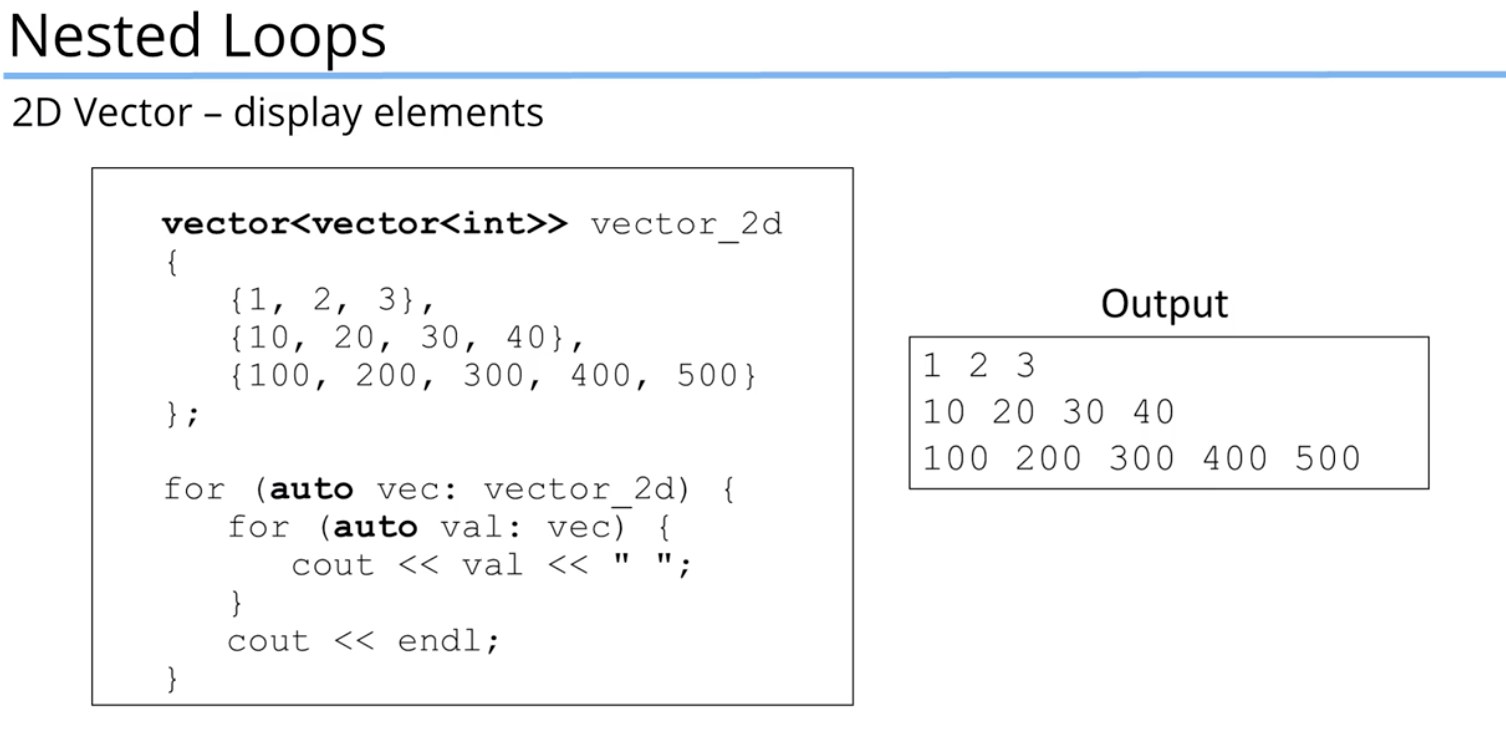 Nested Loops
2D Vector – display elements
vector<vector<int>> vector_2d
{
{1, 2, 3},
{10, 20, 30, 40},
{100, 200, 300, 400, 500}
};
for (auto vec: vector_2d) {
for (auto val: vec) {
cout << val << " ";
}
cout << endl;
}
Output
1 2 3
10 20 30 40
100 200 300 400 500